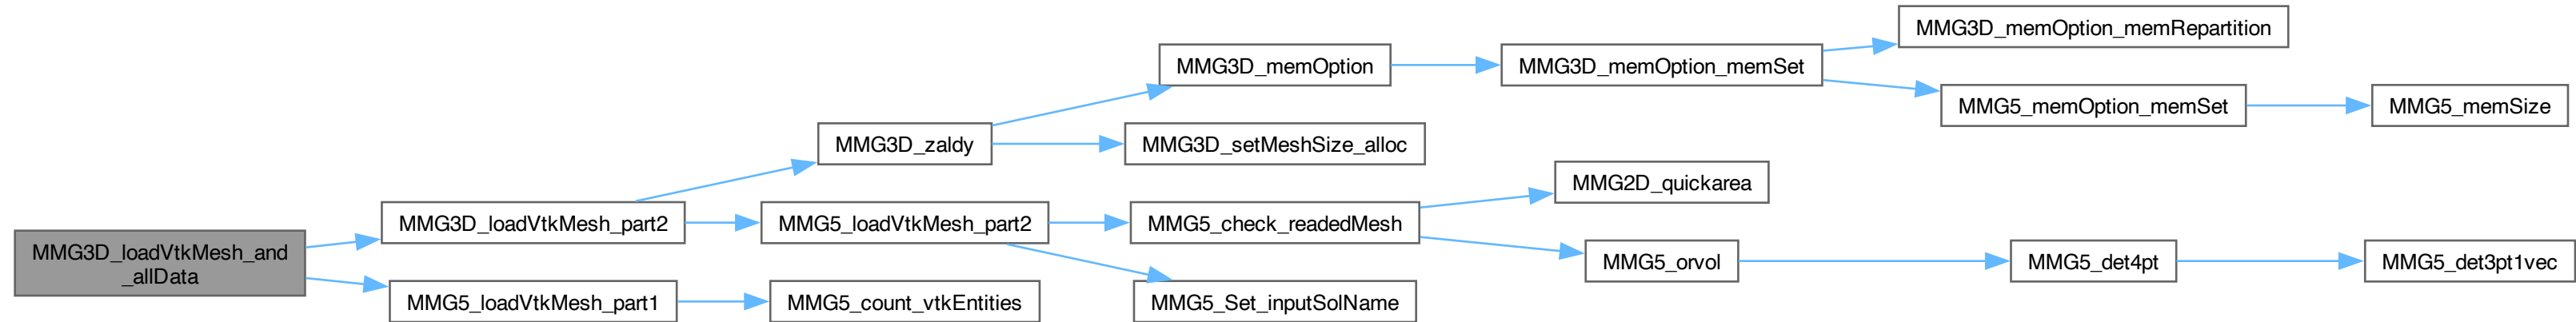 MMG3D_loadVtkMesh_and
_allData
MMG3D_loadVtkMesh_part2
MMG5_loadVtkMesh_part1
MMG3D_zaldy
MMG5_loadVtkMesh_part2
MMG5_count_vtkEntities
MMG3D_memOption
MMG3D_setMeshSize_alloc
MMG5_check_readedMesh
MMG5_Set_inputSolName
MMG3D_memOption_memSet
MMG2D_quickarea
MMG5_orvol
MMG3D_memOption_memRepartition
MMG5_memOption_memSet
MMG5_det4pt
MMG5_memSize
MMG5_det3pt1vec